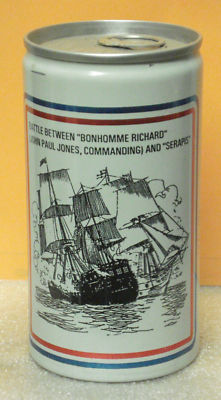 BATTLE BETWEEN "BONHOMME RICHARD"
(JOHN PAUL JONES, COMMANDING) AND "SERAPIS"